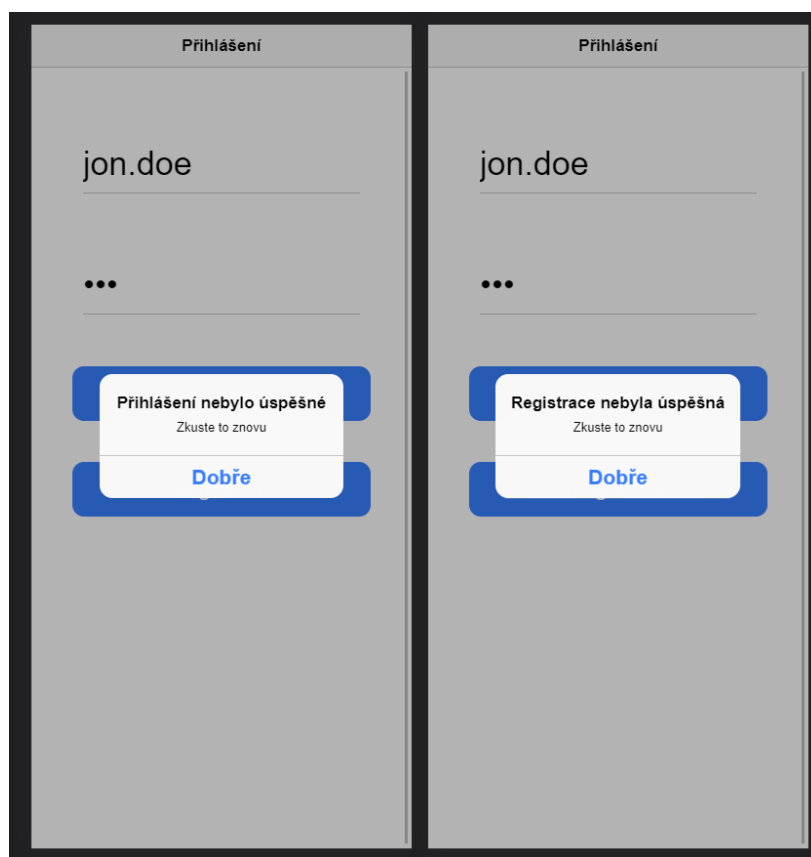 Přihlášení
jon.doe
•••
Přihlášení nebylo úspěšné
Zkuste to znovu
Dobře
Přihlášení
jon.doe
•••
Registrace nebyla úspěšná
Zkuste to znovu
Dobře